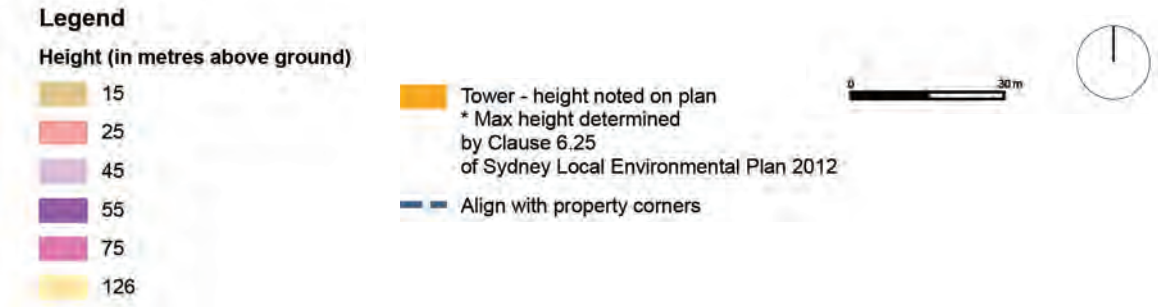 Legend
Height (in metres above ground)
15
25
45
55
75
126
Tower - height noted on plan
* Max height determined
by Clause 6.25
of Sydney Local Environmental Plan 2012
Align with property corners
0 30 m